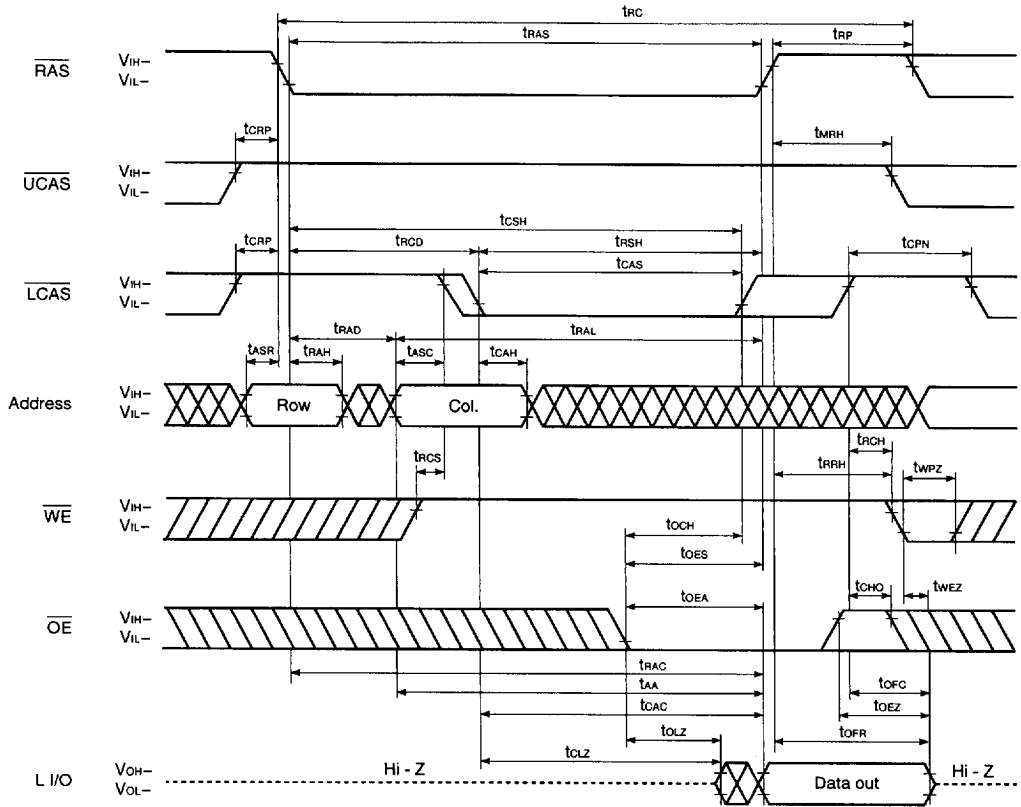 tRC
tRAS
tRP
RAS
VIH–
VIL–
tCRP
tMRH
UCAS
VIH–
VIL–
tCSH
tCRP
tRCD
tRSH
tCPN
tCAS
LCAS
VIH–
VIL–
tRAD
tRAL
tASR
tRAH
tASC
tCAH
Address
VIH–
VIL–
Row
Col.
tRCH
tRCS
tRRH
tWPZ
WE
VIH–
VIL–
tOCH
tOES
tCHO
tWEZ
tOEA
OE
VIH–
VIL–
tRAC
tOFC
tAA
tOEZ
tCAC
tOLZ
tOFR
tCLZ
L I/O
VOH–
VOL–
Hi - Z
Data out
Hi - Z